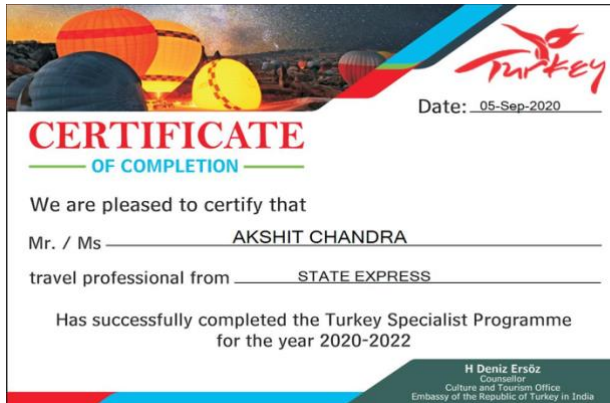 Turkey
Date: 05-Sep-2020
CERTIFICATE
OF COMPLETION
We are pleased to certify that
Mr. / Ms AKSHIT CHANDRA
travel professional from STATE EXPRESS
Has successfully completed the Turkey Specialist Programme
for the year 2020-2022
H Deniz Ersöz
Counsellor
Culture and Tourism Office
Embassy of the Republic of Turkey in India